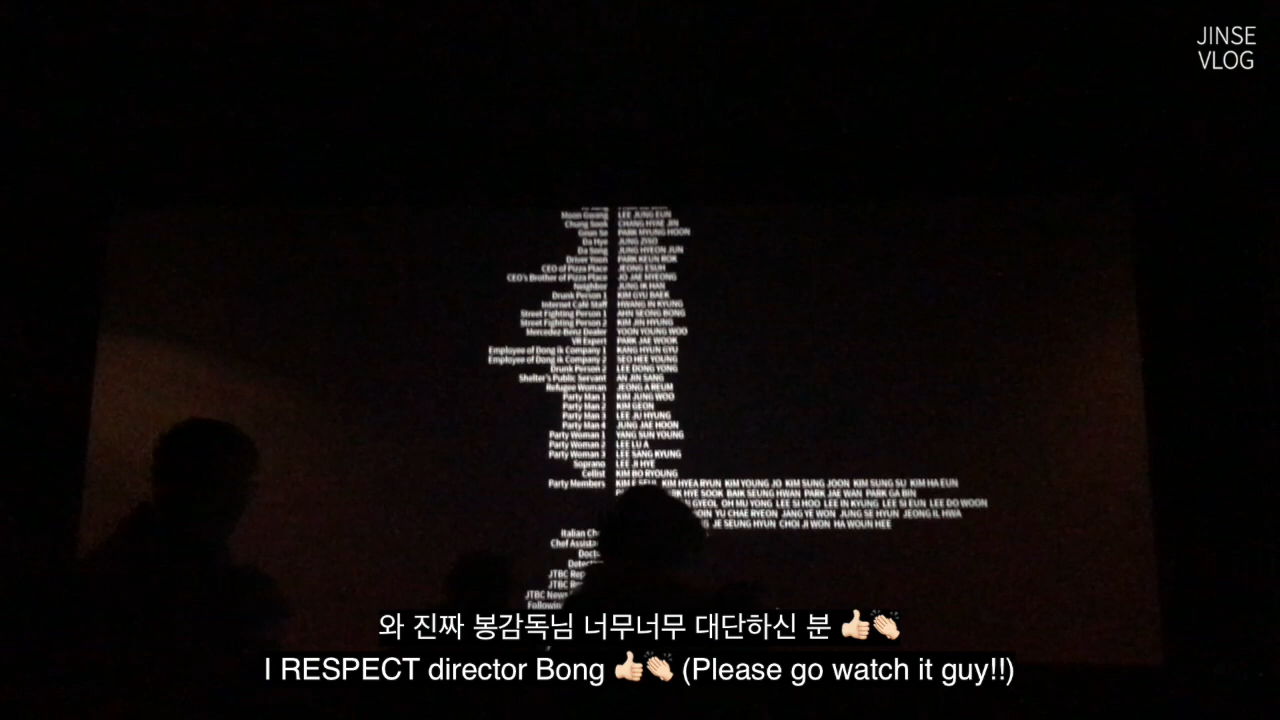 JINSE
VLOG
Moon Gwang LEE JUNG EUN
Chung Sook CHANG HYAE JIN
Geun Se PARK MYUNG HOON
Da Hye JUNG ZISO
Da Song JUNG HYEON JUN
Driver Yoon PARK KEUN ROK
CEO of Pizza Place JEONG ESUH
CEO's Brother of Pizza Place JO JAE MYEONG
Neighbor JUNG IK HAN
Drunk Person 1 KIM GYU BAEK
Internet Café Staff HWANG IN KYUNG
Street Fighting Person 1 AHN SEONG BONG
Street Fighting Person 2 KIM JIN HYUNG
Mercedez-Benz Dealer YOON YOUNG WOO
VR Expert PARK JAE WOOK
Employee of Dong ik Company 1 KANG HYUN GYU
Employee of Dong ik Company 2 SEO HEE YOUNG
Drunk Person 2 LEE DONG YONG
Shelter's Public Servant AN JIN SANG
Refugee Woman JEONG A REUM
Party Man 1 KIM JUNG WOO
Party Man 2 KIM GEON
Party Man 3 LEE JU HYUNG
Party Man 4 JUNG JAE HOON
Party Woman 1 YANG SUN YOUNG
Party Woman 2 LEE LU A
Party Woman 3 LEE SANG KYUNG
Soprano LEE JI HYE
Cellist KIM BO RYOUNG
Party Members KIM E SEUL KIM HYEA RYUN KIM YOUNG JO KIM SUNG JOON KIM SUNG SU KIM HA EUN
HYE SOOK BAIK SEUNG HWAN PARK JAE WAN PARK GA BIN
GYEOL OH MU YONG LEE SI HOO LEE IN KYUNG LEE SI EUN LEE DO WOON
YU CHAE RYEON JANG YE WON JUNG SE HYUN JEONG IL HWA
JE SEUNG HYUN CHOI JI WON HA WOUN HEE
Italian
Chef
JTBC
JTBC
JTBC News
와 진짜 봉감독님 너무너무 대단하신 분 👍🏻👏🏻
I RESPECT director Bong 👍🏻👏🏻 (Please go watch it guy!!)